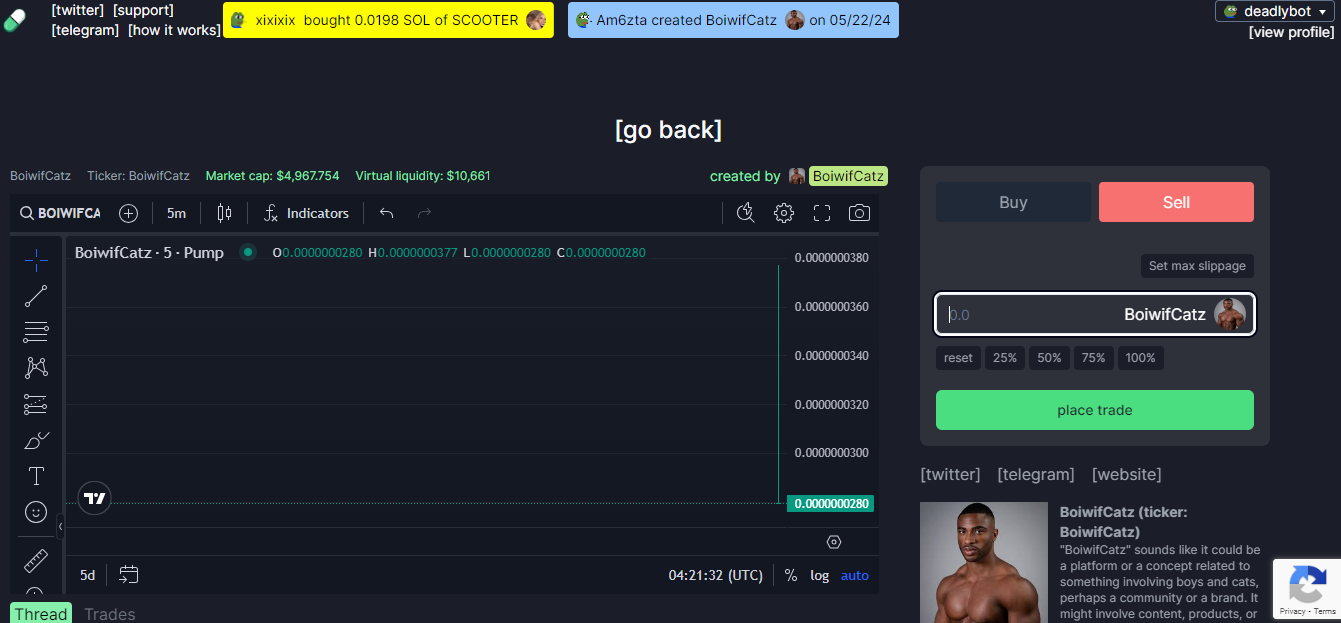 [twitter] [support]
[telegram] [how it works]
xixixix bought 0.0198 SOL of SCOOTER
Am6zta created BoiwifCatz on 05/22/24
deadlybot
[view profile]
[go back]
BoiwifCatz Ticker: BoiwifCatz Market cap: $4,967.754 Virtual liquidity: $10,661
created by BoiwifCatz
BOIWIFCA 5m Indicators
BoiwifCatz · 5 · Pump O0.0000000280 H0.0000000377 L0.0000000280 C0.0000000280
0.0000000380
0.0000000360
0.0000000340
0.0000000320
0.0000000300
0.0000000280
5d 04:21:32 (UTC) % log auto
Thread Trades
Buy Sell
Set max slippage
0.0 BoiwifCatz
reset 25% 50% 75% 100%
place trade
[twitter] [telegram] [website]
BoiwifCatz (ticker:
BoiwifCatz)
"BoiwifCatz" sounds like it could be
a platform or a concept related to
something involving boys and cats,
perhaps a community or a brand. It
might involve content, products, or
Privacy - Terms